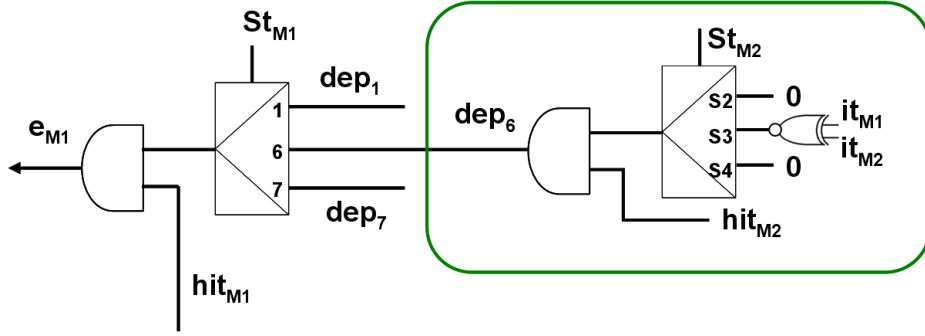 St_M1
St_M2
dep_1
1
S2
0
it_M1
e_M1
dep_6
6
S3
it_M2
7
S4
0
dep_7
hit_M2
hit_M1